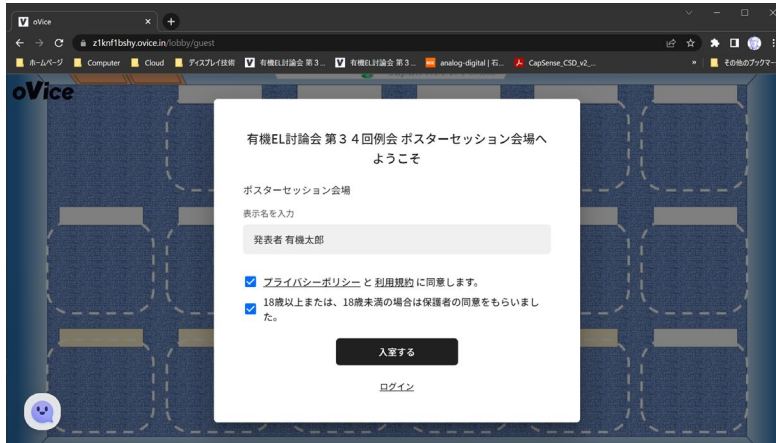 oVice
z1knf1bshy.ovice.in/lobby/guest
ホームページ Computer Cloud ディスプレイ技術 有機EL討論会 第3… 有機EL討論会 第3… analog-digital | 石… CapSense_CSD_v2_… » その他のブックマー
oVice
有機EL討論会 第３４回例会 ポスターセッション会場へ
ようこそ
ポスターセッション会場
表示名を入力
発表者 有機太郎
プライバシーポリシー と 利用規約 に同意します。
18歳以上または、18歳未満の場合は保護者の同意をもらいまし
た。
入室する
ログイン